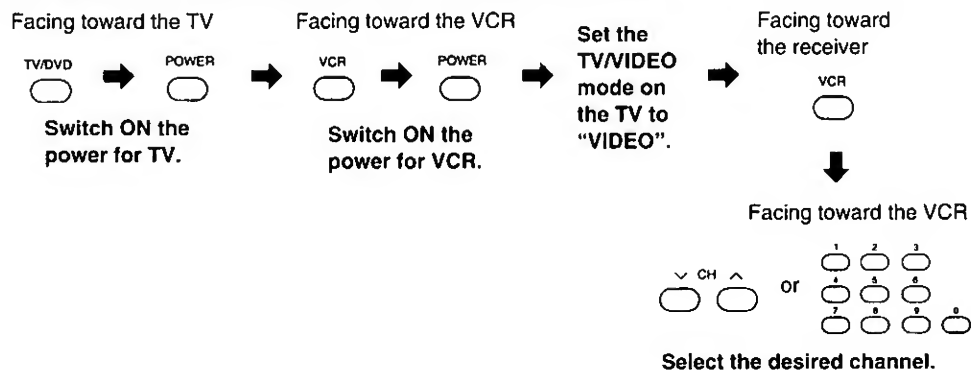 Facing toward the TV
TV/DVD
POWER
Switch ON the
power for TV.
Facing toward the VCR
VCR
POWER
Switch ON the
power for VCR.
Set the
TV/VIDEO
mode on
the TV to
“VIDEO”.
Facing toward
the receiver
VCR
Facing toward the VCR
CH
or
1 2 3
4 5 6
7 8 9 0
Select the desired channel.